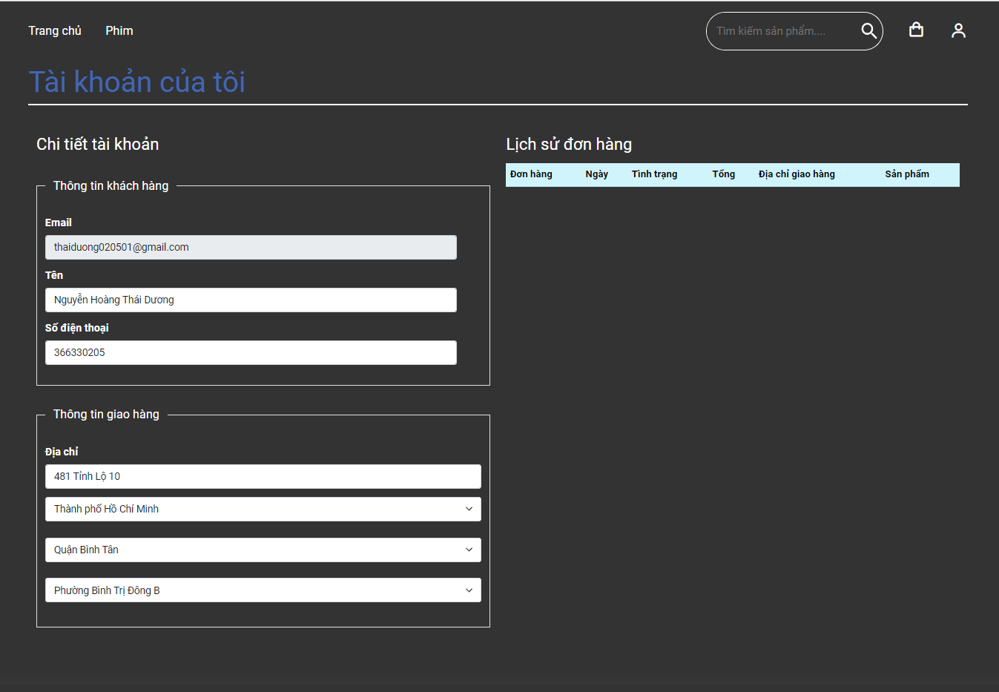 Trang chủ Phim Tìm kiếm sản phẩm....
Tài khoản của tôi
Chi tiết tài khoản
Thông tin khách hàng
Email
thaiduong020501@gmail.com
Tên
Nguyễn Hoàng Thái Dương
Số điện thoại
366330205
Thông tin giao hàng
Địa chỉ
481 Tỉnh Lộ 10
Thành phố Hồ Chí Minh
Quận Bình Tân
Phường Bình Trị Đông B
Lịch sử đơn hàng
Đơn hàng Ngày Tình trạng Tổng Địa chỉ giao hàng Sản phẩm